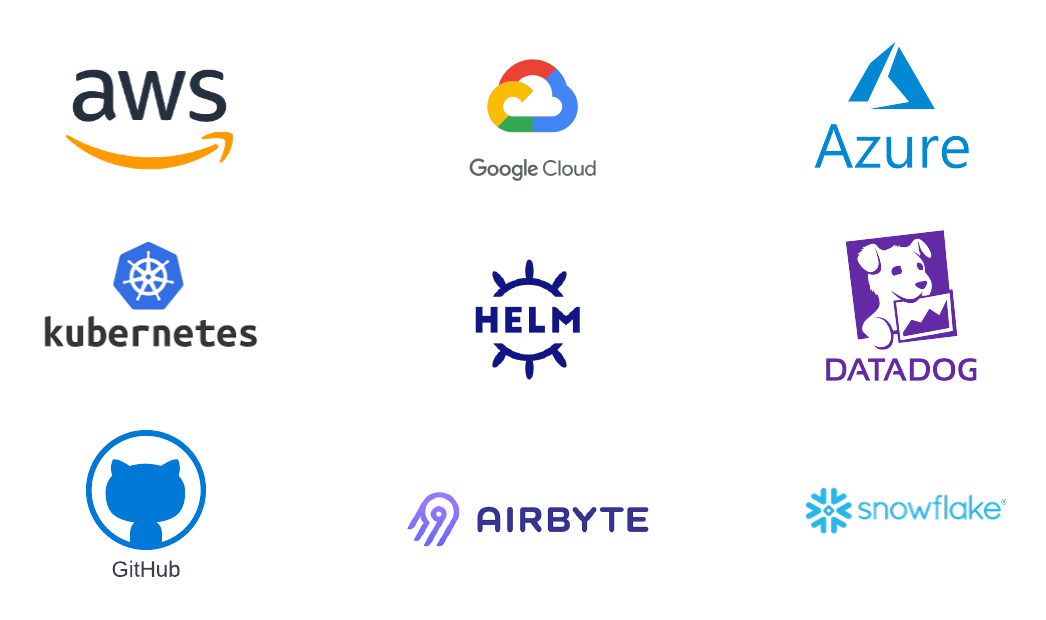 aws
Google Cloud
Azure
kubernetes
HELM
DATADOG
GitHub
AIRBYTE
snowflake®